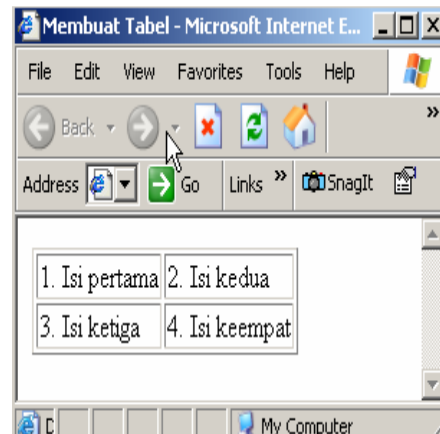 Membuat Tabel - Microsoft Internet E...
File Edit View Favorites Tools Help
Back »
Address Go Links » SnagIt
1. Isi pertama 2. Isi kedua
3. Isi ketiga 4. Isi keempat
My Computer